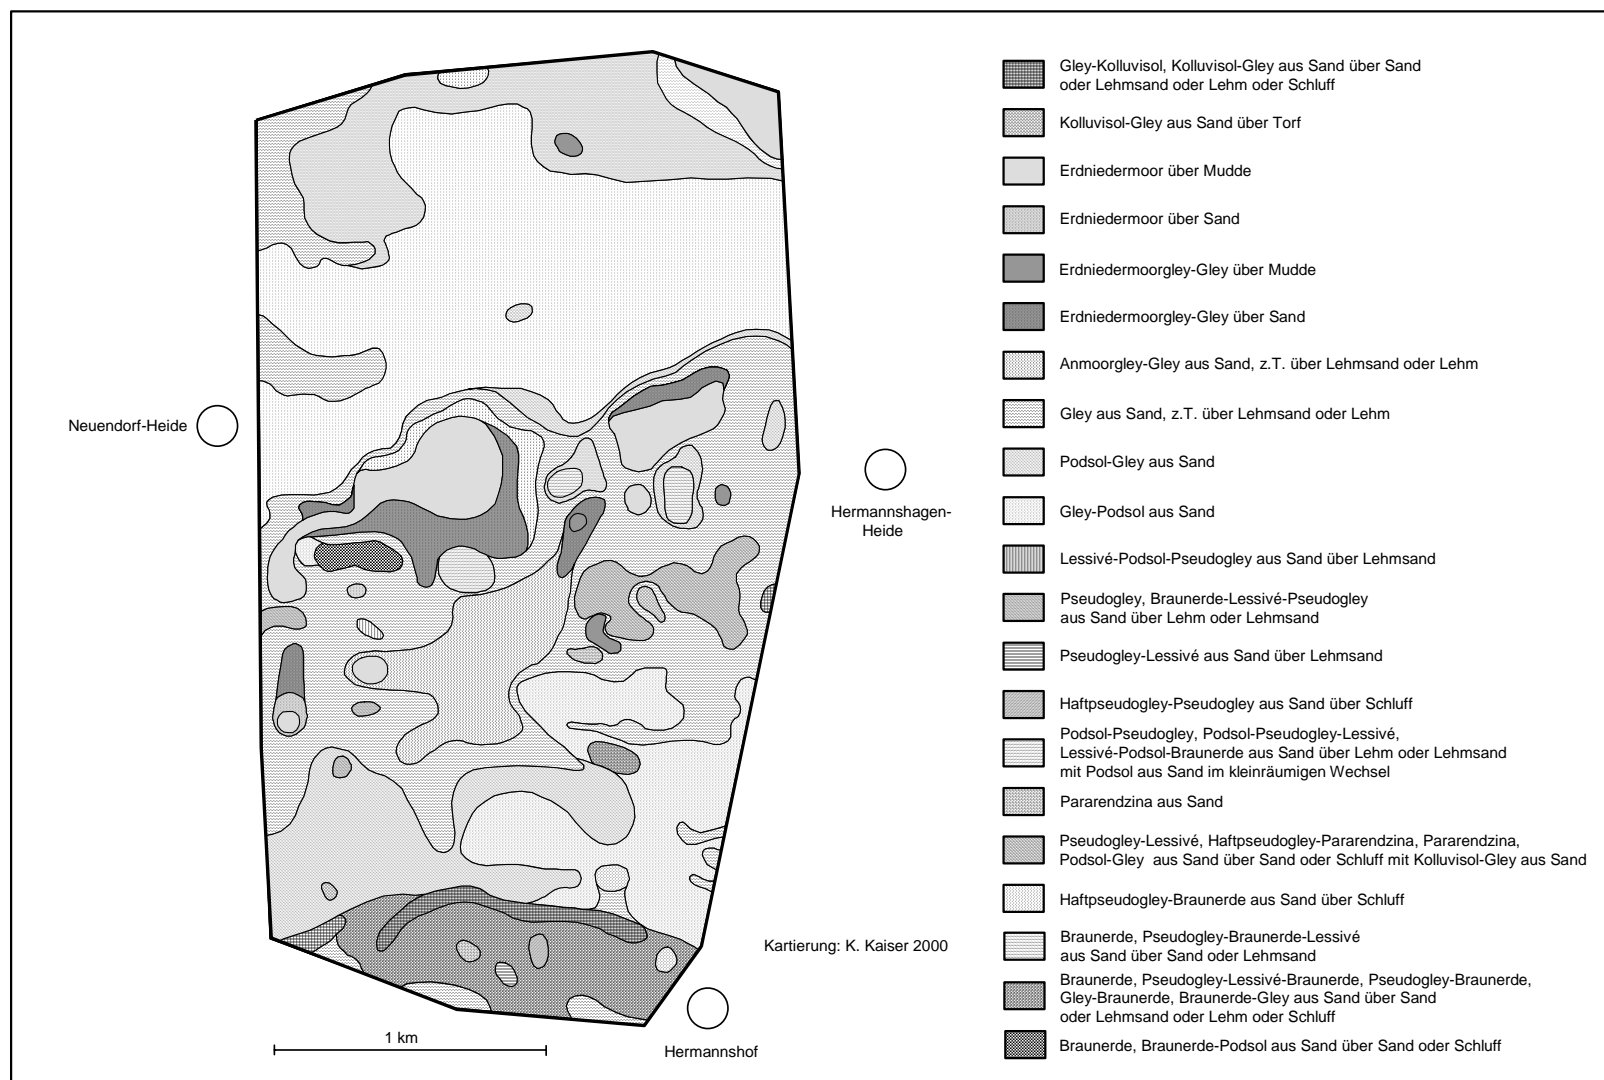 Gley-Kolluvisol, Kolluvisol-Gley aus Sand über Sand
oder Lehmsand oder Lehm oder Schluff
Kolluvisol-Gley aus Sand über Torf
Erdniedermoor über Mudde
Erdniedermoor über Sand
Erdniedermoorgley-Gley über Mudde
Erdniedermoorgley-Gley über Sand
Anmoorgley-Gley aus Sand, z.T. über Lehmsand oder Lehm
Gley aus Sand, z.T. über Lehmsand oder Lehm
Podsol-Gley aus Sand
Gley-Podsol aus Sand
Lessivé-Podsol-Pseudogley aus Sand über Lehmsand
Pseudogley, Braunerde-Lessivé-Pseudogley
aus Sand über Lehm oder Lehmsand
Pseudogley-Lessivé aus Sand über Lehmsand
Haftpseudogley-Pseudogley aus Sand über Schluff
Podsol-Pseudogley, Podsol-Pseudogley-Lessivé,
Lessivé-Podsol-Braunerde aus Sand über Lehm oder Lehmsand
mit Podsol aus Sand im kleinräumigen Wechsel
Pararendzina aus Sand
Pseudogley-Lessivé, Haftpseudogley-Pararendzina, Pararendzina,
Podsol-Gley aus Sand über Sand oder Schluff mit Kolluvisol-Gley aus Sand
Haftpseudogley-Braunerde aus Sand über Schluff
Braunerde, Pseudogley-Braunerde-Lessivé
aus Sand über Sand oder Lehmsand
Braunerde, Pseudogley-Lessivé-Braunerde, Pseudogley-Braunerde,
Gley-Braunerde, Braunerde-Gley aus Sand über Sand
oder Lehmsand oder Lehm oder Schluff
Braunerde, Braunerde-Podsol aus Sand über Sand oder Schluff
Neuendorf-Heide
Hermannshagen-
Heide
Kartierung: K. Kaiser 2000
1 km
Hermannshof